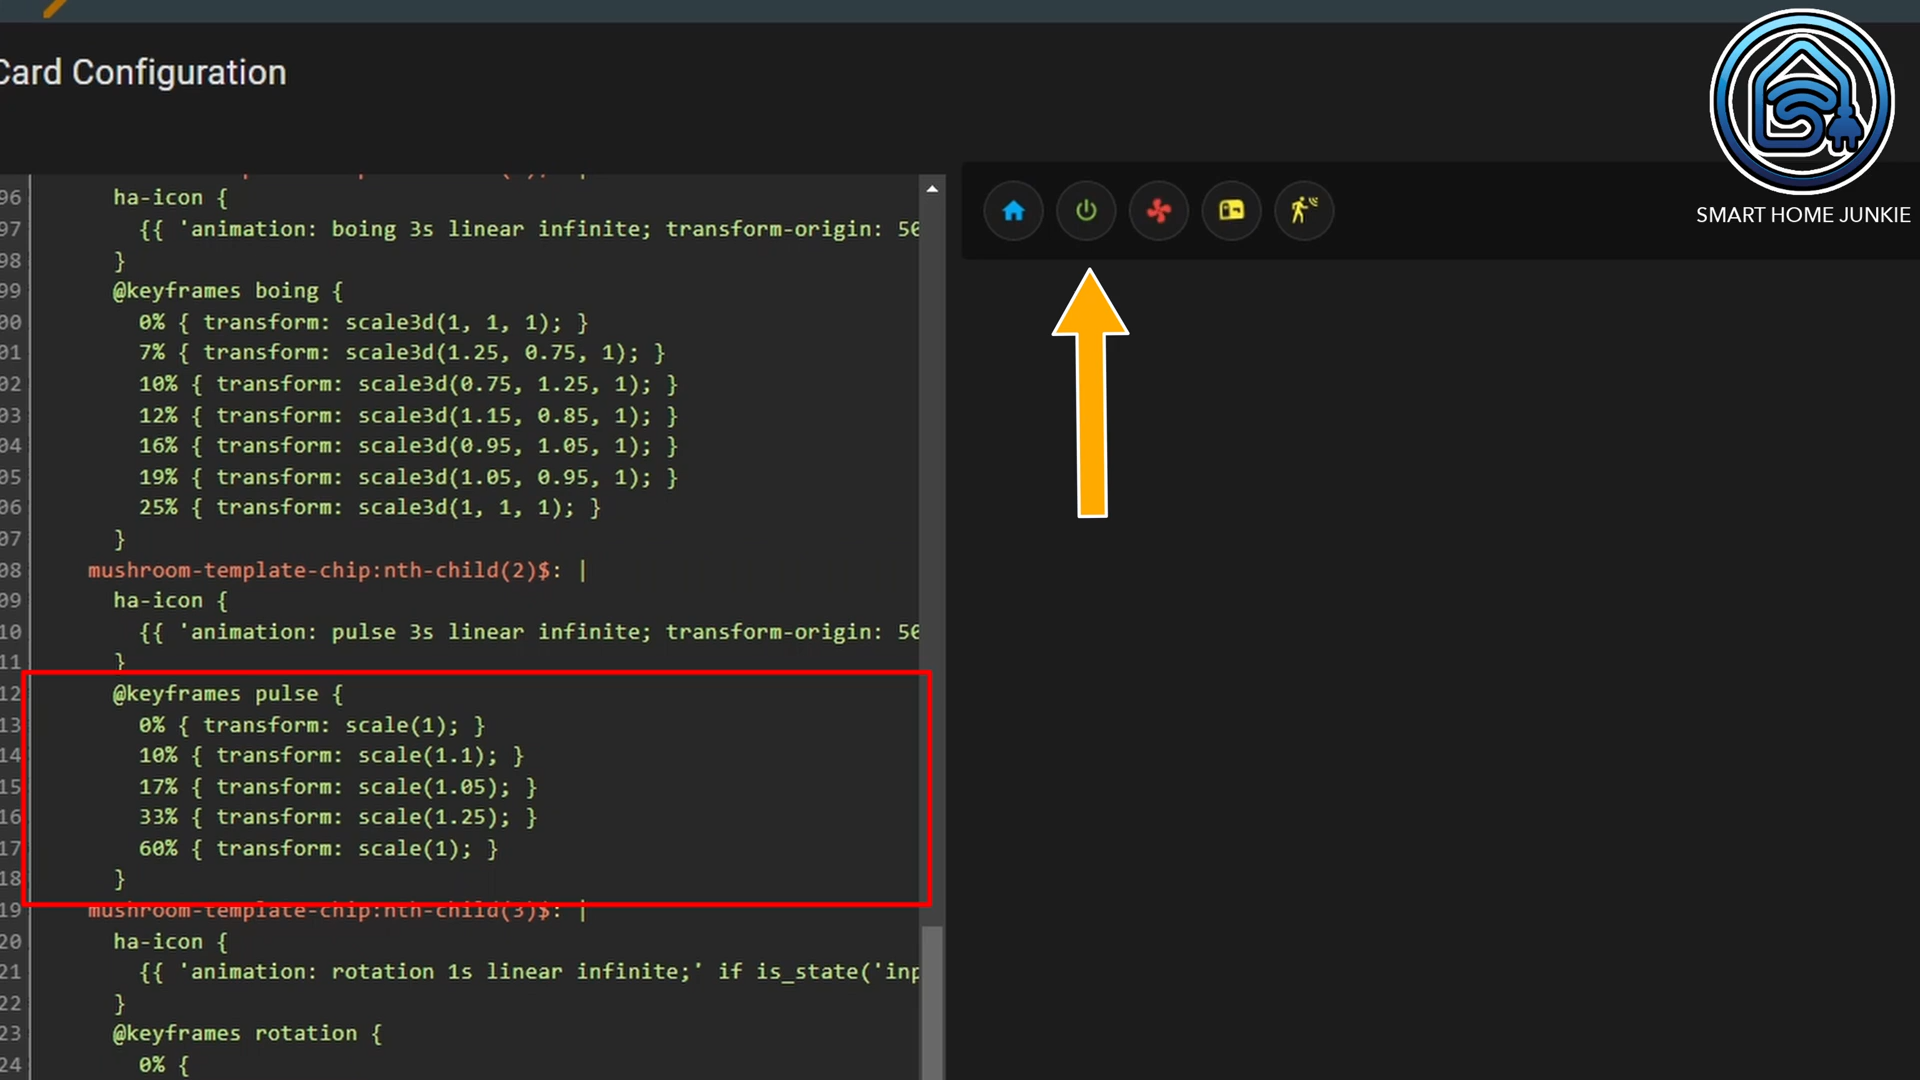 Card Configuration
SMART HOME JUNKIE
96 ha-icon {
97 {{ 'animation: boing 3s linear infinite; transform-origin: 50
98 }
99 @keyframes boing {
00 0% { transform: scale3d(1, 1, 1); }
01 7% { transform: scale3d(1.25, 0.75, 1); }
02 10% { transform: scale3d(0.75, 1.25, 1); }
03 12% { transform: scale3d(1.15, 0.85, 1); }
04 16% { transform: scale3d(0.95, 1.05, 1); }
05 19% { transform: scale3d(1.05, 0.95, 1); }
06 25% { transform: scale3d(1, 1, 1); }
07 }
08 mushroom-template-chip:nth-child(2)$: |
09 ha-icon {
10 {{ 'animation: pulse 3s linear infinite; transform-origin: 50
11 }
12 @keyframes pulse {
13 0% { transform: scale(1); }
14 10% { transform: scale(1.1); }
15 17% { transform: scale(1.05); }
16 33% { transform: scale(1.25); }
17 60% { transform: scale(1); }
18 }
19 mushroom-template-chip:nth-child(3)$: |
20 ha-icon {
21 {{ 'animation: rotation 1s linear infinite;' if is_state('inp
22 }
23 @keyframes rotation {
24 0% {